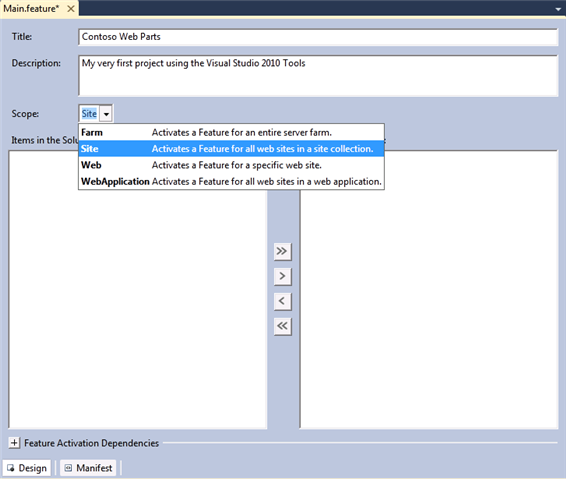 Main.feature*
Title: Contoso Web Parts
Description: My very first project using the Visual Studio 2010 Tools
Scope: Site
Farm Activates a Feature for an entire server farm.
Items in the Solu
Site Activates a Feature for all web sites in a site collection.
Web Activates a Feature for a specific web site.
WebApplication Activates a Feature for all web sites in a web application.
>>
>
<
<<
+ Feature Activation Dependencies
Design Manifest